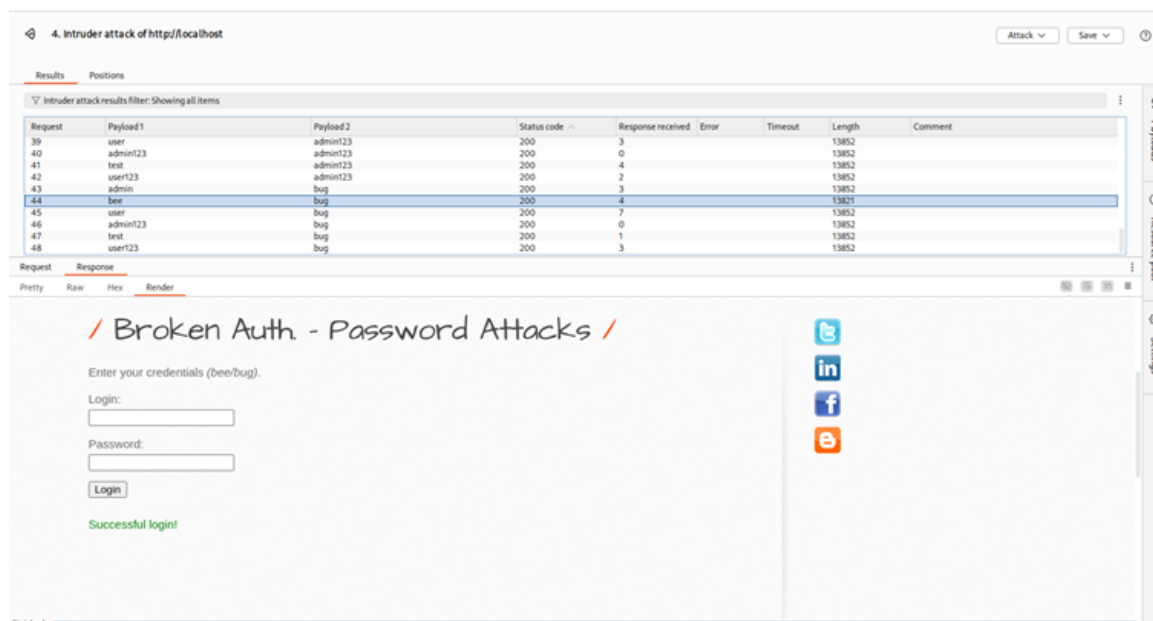 4. Intruder attack of http://localhost
Attack
Save
Results Positions
Intruder attack results filter: Showing all items
Request Payload 1 Payload 2 Status code Response received Error Timeout Length Comment
39 user admin123 200 3 13852
40 admin123 admin123 200 0 13852
41 test admin123 200 4 13852
42 user123 admin123 200 2 13852
43 admin bug 200 3 13852
44 bee bug 200 4 13821
45 user bug 200 7 13852
46 admin123 bug 200 0 13852
47 test bug 200 1 13852
48 user123 bug 200 3 13852
Request Response
Pretty Raw Hex Render
/ Broken Auth. - Password Attacks /
Enter your credentials (bee/bug).
Login:
Password:
Login
Successful login!